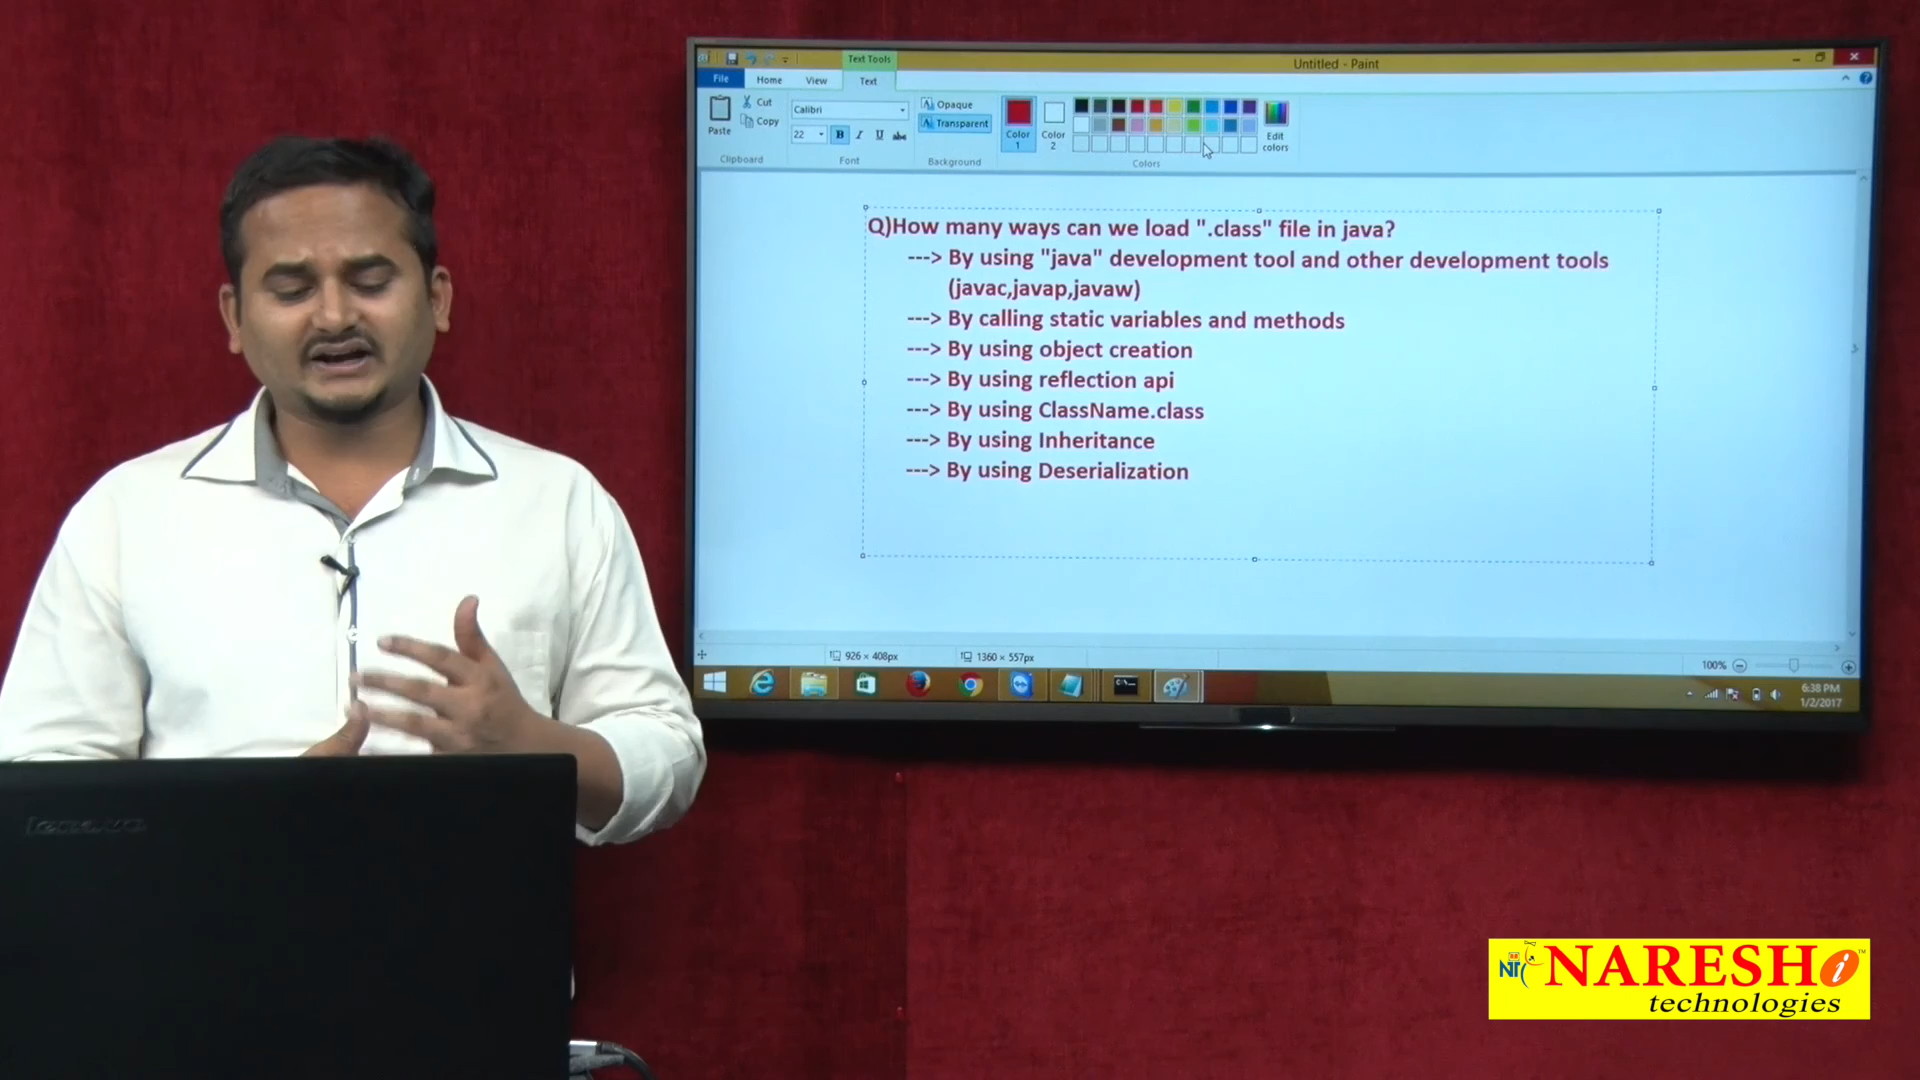 Text Tools
Untitled - Paint
File
Home
View
Text
Paste
Cut
Copy
Clipboard
Calibri
22
B
I
U
abc
Font
Opaque
Transparent
Background
Color
1
Color
2
Colors
Edit
colors
Q)How many ways can we load ".class" file in java?
---> By using "java" development tool and other development tools
(javac,javap,javaw)
---> By calling static variables and methods
---> By using object creation
---> By using reflection api
---> By using ClassName.class
---> By using Inheritance
---> By using Deserialization
926 × 408px
1360 × 557px
100%
6:38 PM
1/2/2017
lenovo
NARESH i
technologies